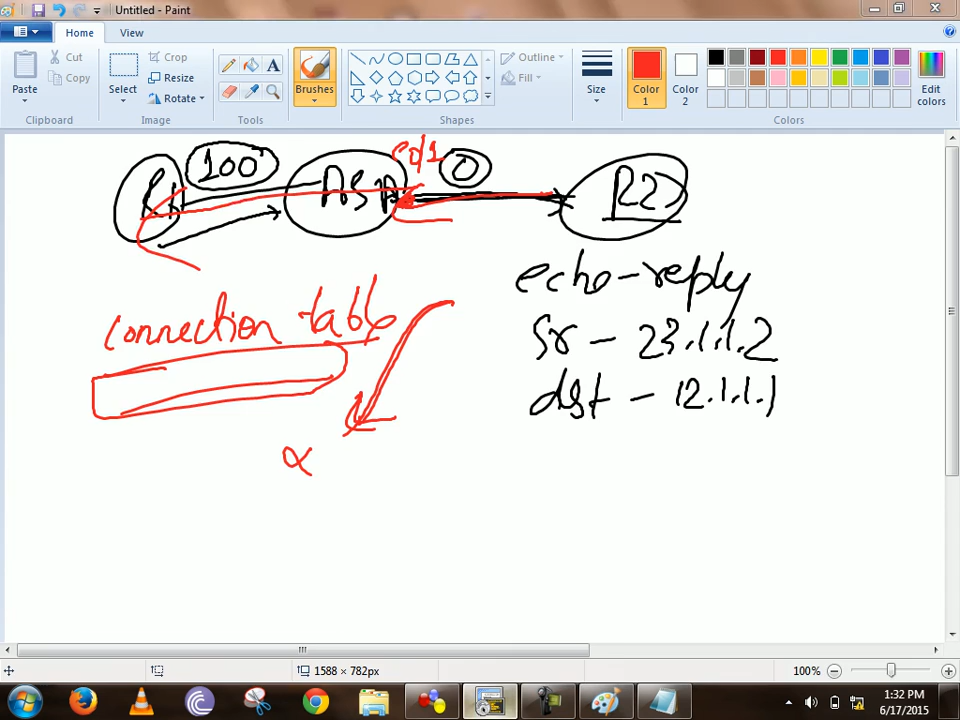 Untitled - Paint
Home View
Paste
Cut
Copy
Clipboard
Select
Crop
Resize
Rotate
Image
A
Tools
Brushes
Outline
Fill
Shapes
Size
Color 1
Color 2
Edit colors
Colors
R1 100 ASA eo/1 0 R2
echo-reply
connection table
Sr - 23.1.1.2
dst - 12.1.1.1
1588 × 782px
100%
1:32 PM
6/17/2015